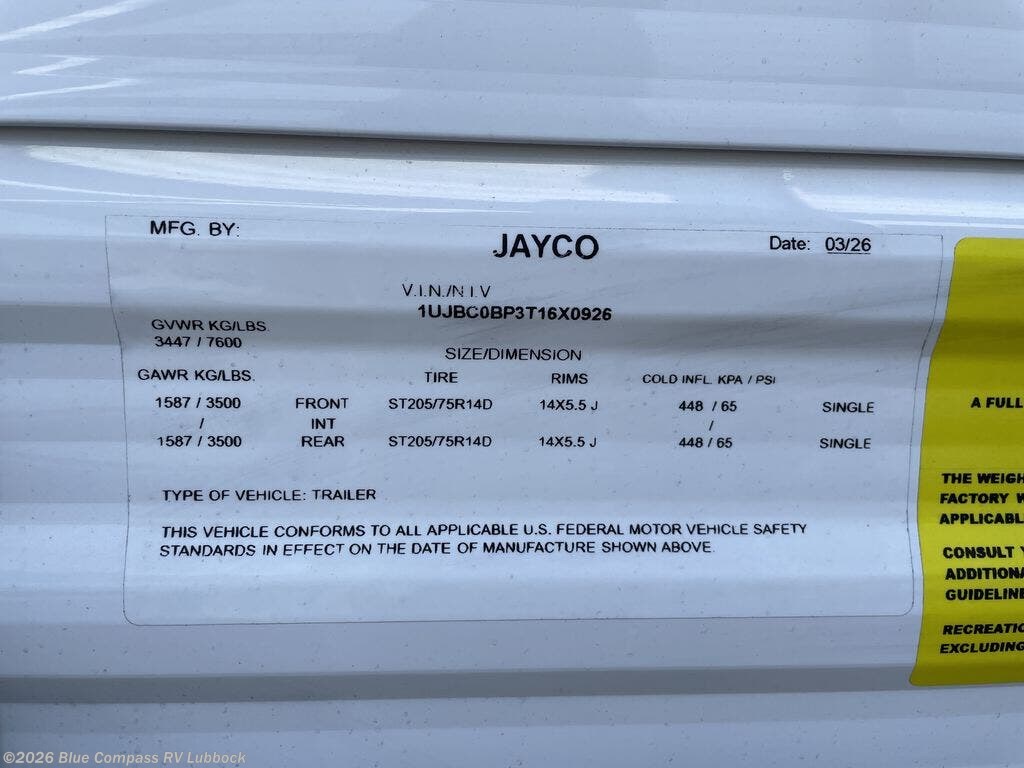 MFG. BY:
JAYCO
Date: 03/26
V.I.N./N.I.V
1UJBC0BP3T16X0926
GVWR KG/LBS.
3447 / 7600
SIZE/DIMENSION
GAWR KG/LBS. TIRE RIMS COLD INFL. KPA / PSI
1587 / 3500 FRONT ST205/75R14D 14X5.5 J 448 / 65 SINGLE
/ INT /
1587 / 3500 REAR ST205/75R14D 14X5.5 J 448 / 65 SINGLE
TYPE OF VEHICLE: TRAILER
THIS VEHICLE CONFORMS TO ALL APPLICABLE U.S. FEDERAL MOTOR VEHICLE SAFETY
STANDARDS IN EFFECT ON THE DATE OF MANUFACTURE SHOWN ABOVE.
A FULL
THE WEIGH
FACTORY W
APPLICABL
CONSULT Y
ADDITIONA
GUIDELINE
RECREATIO
EXCLUDING
©2026 Blue Compass RV Lubbock